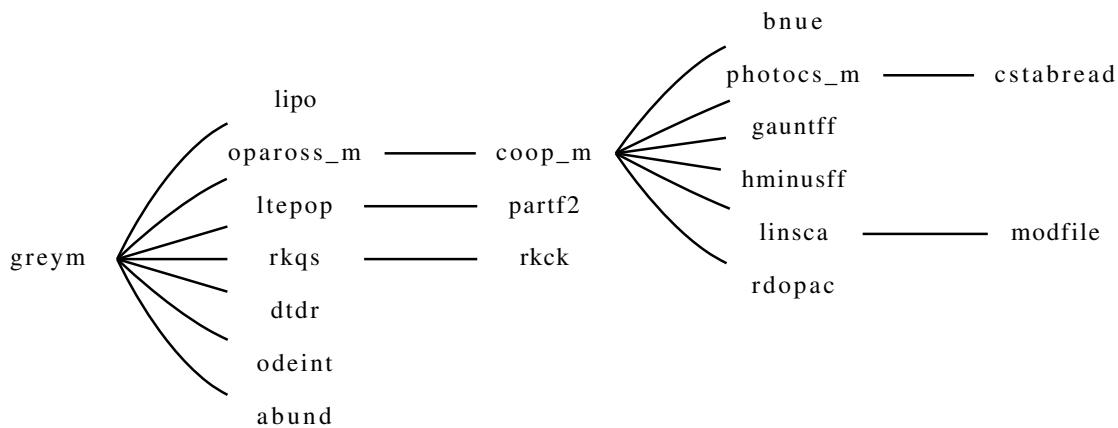 bnue
photocs_m cstabread
lipo
gauntff
opaross_m coop_m
hminusff
ltepop partf2
linsca modfile
greym rkqs rkck
rdopac
dtdr
odeint
abund